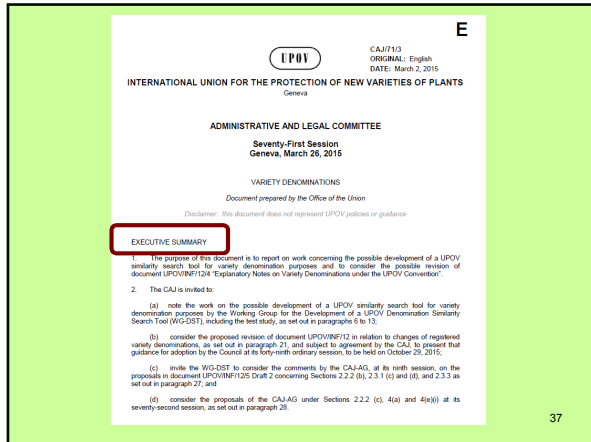 E
UPOV
CAJ/71/3
ORIGINAL: English
DATE: March 2, 2015
INTERNATIONAL UNION FOR THE PROTECTION OF NEW VARIETIES OF PLANTS
Geneva
ADMINISTRATIVE AND LEGAL COMMITTEE
Seventy-First Session
Geneva, March 26, 2015
VARIETY DENOMINATIONS
Document prepared by the Office of the Union
Disclaimer: this document does not represent UPOV policies or guidance
EXECUTIVE SUMMARY
1. The purpose of this document is to report on work concerning the possible development of a UPOV
similarity search tool for variety denomination purposes and to consider the possible revision of
document UPOV/INF/12/4 "Explanatory Notes on Variety Denominations under the UPOV Convention".
2. The CAJ is invited to:
(a) note the work on the possible development of a UPOV similarity search tool for variety
denomination purposes by the Working Group for the Development of a UPOV Denomination Similarity
Search Tool (WG-DST), including the test study, as set out in paragraphs 6 to 13;
(b) consider the proposed revision of document UPOV/INF/12 in relation to changes of registered
variety denominations, as set out in paragraph 21, and subject to agreement by the CAJ, to present that
guidance for adoption by the Council at its forty-ninth ordinary session, to be held on October 29, 2015;
(c) invite the WG-DST to consider the comments by the CAJ-AG, at its ninth session, on the
proposals in document UPOV/INF/12/5 Draft 2 concerning Sections 2.2.2 (b), 2.3.1 (c) and (d), and 2.3.3 as
set out in paragraph 27; and
(d) consider the proposals of the CAJ-AG under Sections 2.2.2 (c), 4(a) and 4(e)(i) at its
seventy-second session, as set out in paragraph 28.
37